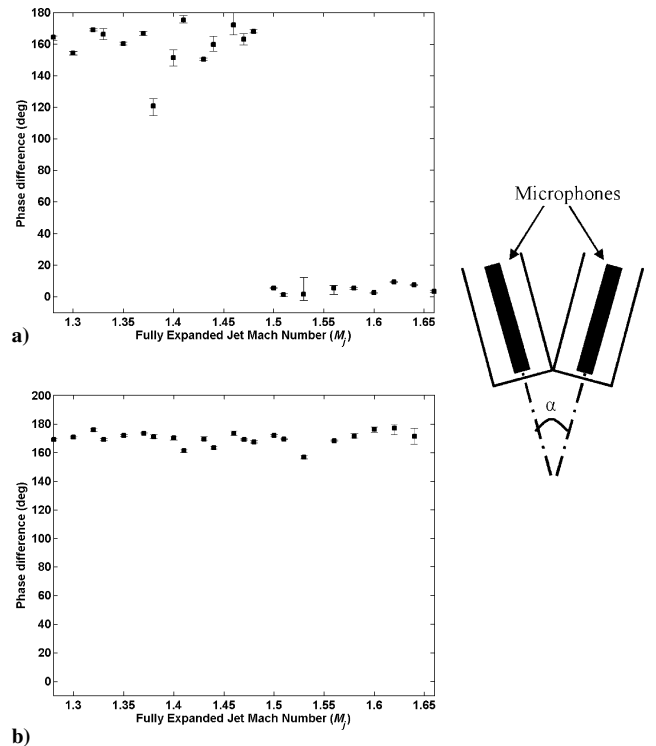 180
160
140
120
100
80
60
40
20
0
Phase difference (deg)
1.3 1.35 1.4 1.45 1.5 1.55 1.6 1.65
Fully Expanded Jet Mach Number (Mj)
a)
Microphones
α
200
180
160
140
120
100
80
60
40
20
0
Phase difference (deg)
1.3 1.35 1.4 1.45 1.5 1.55 1.6 1.65
Fully Expanded Jet Mach Number (Mj)
b)